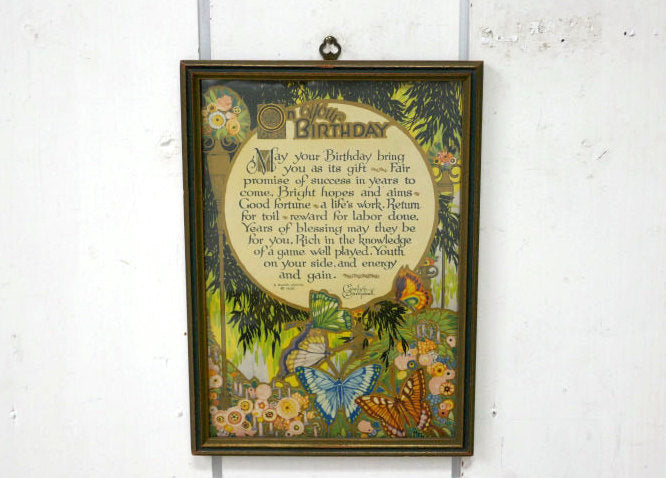 On Your
BIRTHDAY
May your Birthday bring
you as its gift ~ Fair
promise of success in years to
come. Bright hopes and aims ~
Good fortune ~ a life's work. Return
for toil ~ reward for labor done.
Years of blessing may they be
for you. Rich in the knowledge
of a game well played. Youth
on your side, and energy
and gain.